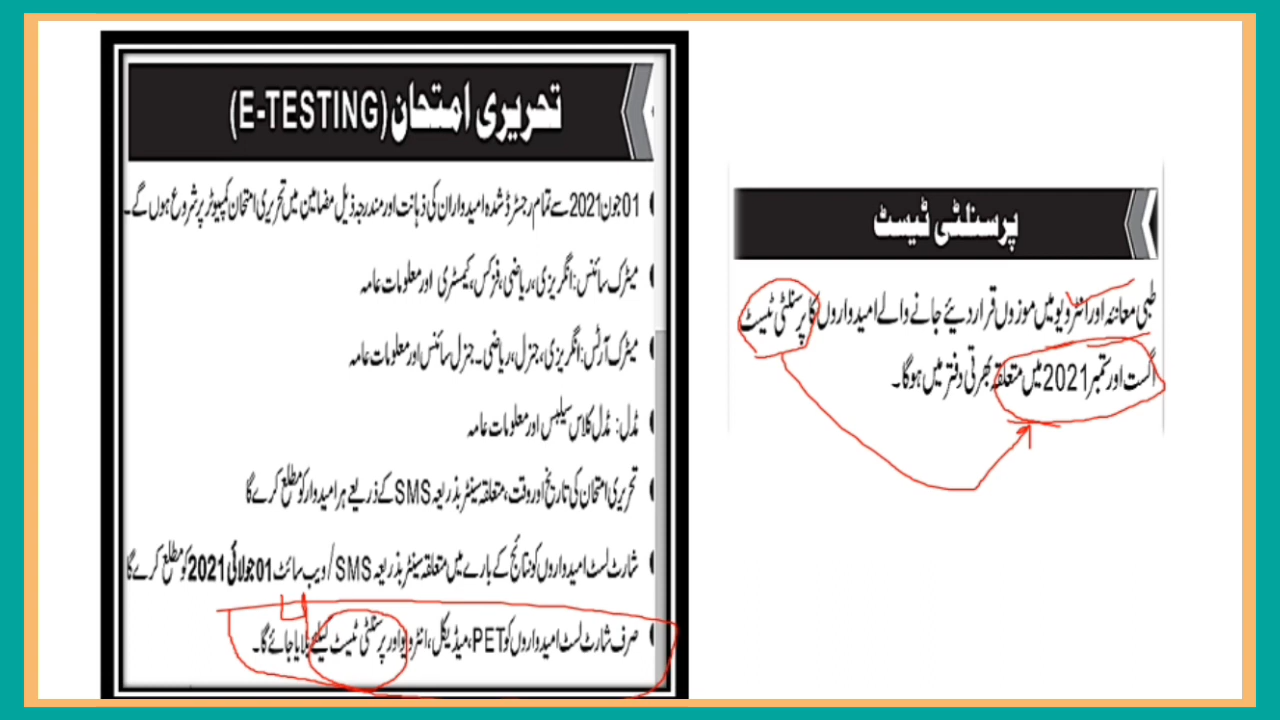 تحریری امتحان (E-TESTING)
01 جون 2021 سے تمام رجسٹرڈ شدہ امیدواران کی ذہانت اور مندرجہ ذیل مضامین میں تحریری امتحان کمپیوٹر پر شروع ہوں گے۔
میٹرک سائنس: انگریزی، ریاضی، فزکس، کیمسٹری اور معلومات عامہ
میٹرک آرٹس: انگریزی، جنرل، ریاضی۔ جنرل سائنس اور معلومات عامہ
مڈل: مڈل کلاس سیلبس اور معلومات عامہ
تحریری امتحان کی تاریخ اور وقت، متعلقہ سینٹر بذریعہ SMS کے ذریعے ہر امیدوار کو مطلع کرے گا
شارٹ لسٹ امیدواروں کو نتائج کے بارے میں متعلقہ سینٹر بذریعہ SMS/ ویب سائٹ 01 جولائی 2021 کو مطلع کرے گا
صرف شارٹ لسٹ امیدواروں کو PET، میڈیکل، انٹرویو اور پرسنلٹی ٹیسٹ کیلئے بلایا جائے گا۔
پرسنلٹی ٹیسٹ
طبی معائنہ اور انٹرویو میں موزوں قرار دیئے جانے والے امیدواروں کا پرسنلٹی ٹیسٹ
اگست اور ستمبر 2021 میں متعلقہ بھرتی دفتر میں ہوگا۔